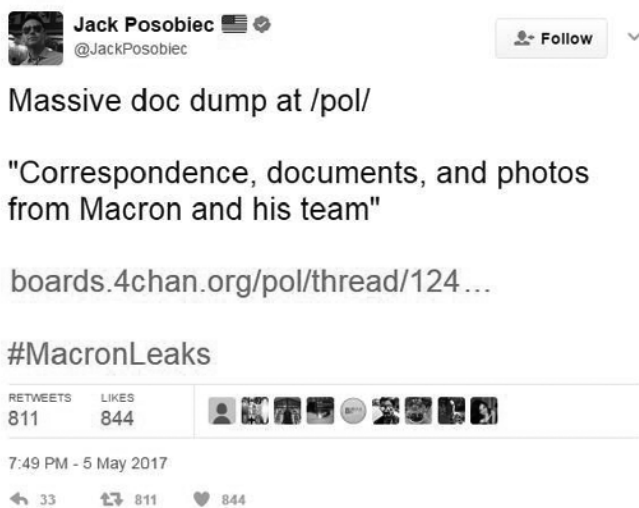 Jack Posobiec
@JackPosobiec
Follow
Massive doc dump at /pol/
"Correspondence, documents, and photos
from Macron and his team"
boards.4chan.org/pol/thread/124...
#MacronLeaks
RETWEETS LIKES
811 844
7:49 PM - 5 May 2017
33 811 844